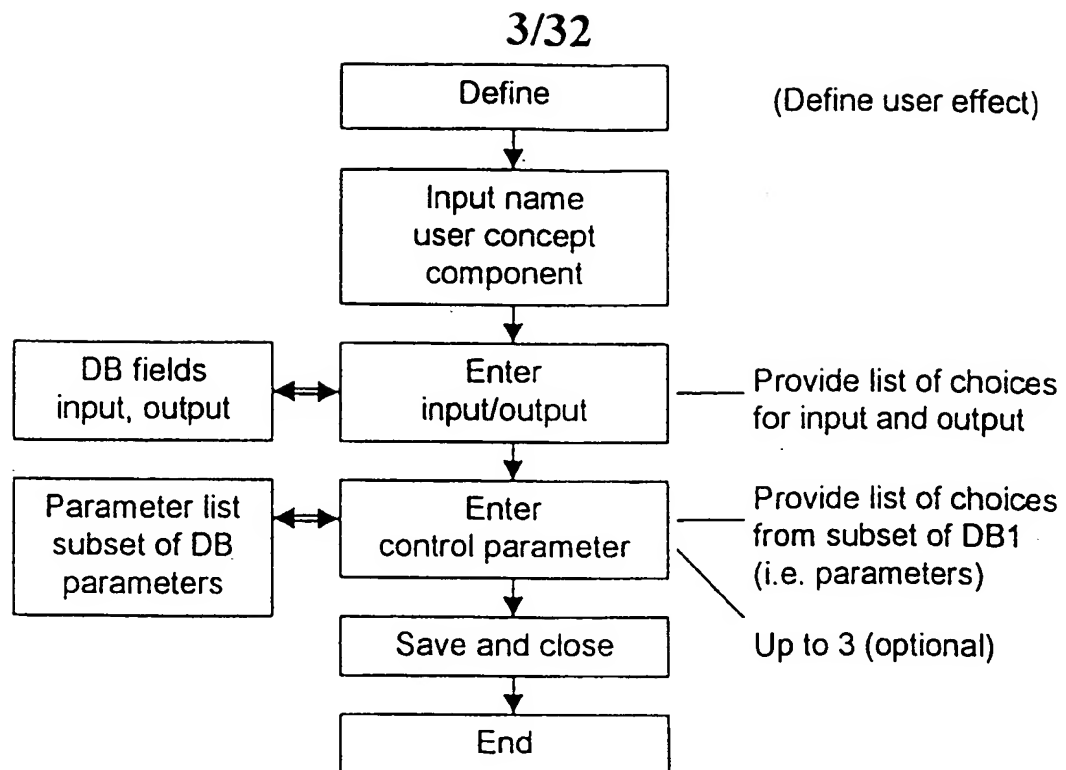 3/32
Define
(Define user effect)
Input name
user concept
component
DB fields
input, output
Enter
input/output
Provide list of choices
for input and output
Parameter list
subset of DB
parameters
Enter
control parameter
Provide list of choices
from subset of DB1
(i.e. parameters)
Up to 3 (optional)
Save and close
End